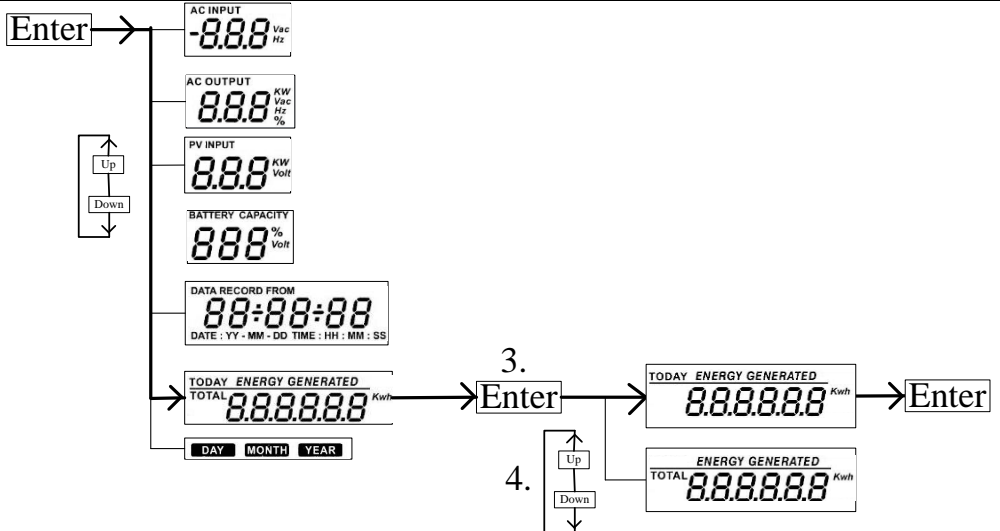 Enter
AC INPUT
-8.8.8 Vac
Hz
AC OUTPUT
8.8.8 KW
Vac
Hz
%
PV INPUT
8.8.8 KW
Volt
Up
Down
BATTERY CAPACITY
888 %
Volt
DATA RECORD FROM
88:88:88
DATE : YY - MM - DD TIME : HH : MM : SS
TODAY ENERGY GENERATED
TOTAL 8.8.8.8.8.8 Kwh
DAY MONTH YEAR
3.
Enter
4.
Up
Down
TODAY ENERGY GENERATED
8.8.8.8.8.8 Kwh
ENERGY GENERATED
TOTAL 8.8.8.8.8.8 Kwh
Enter